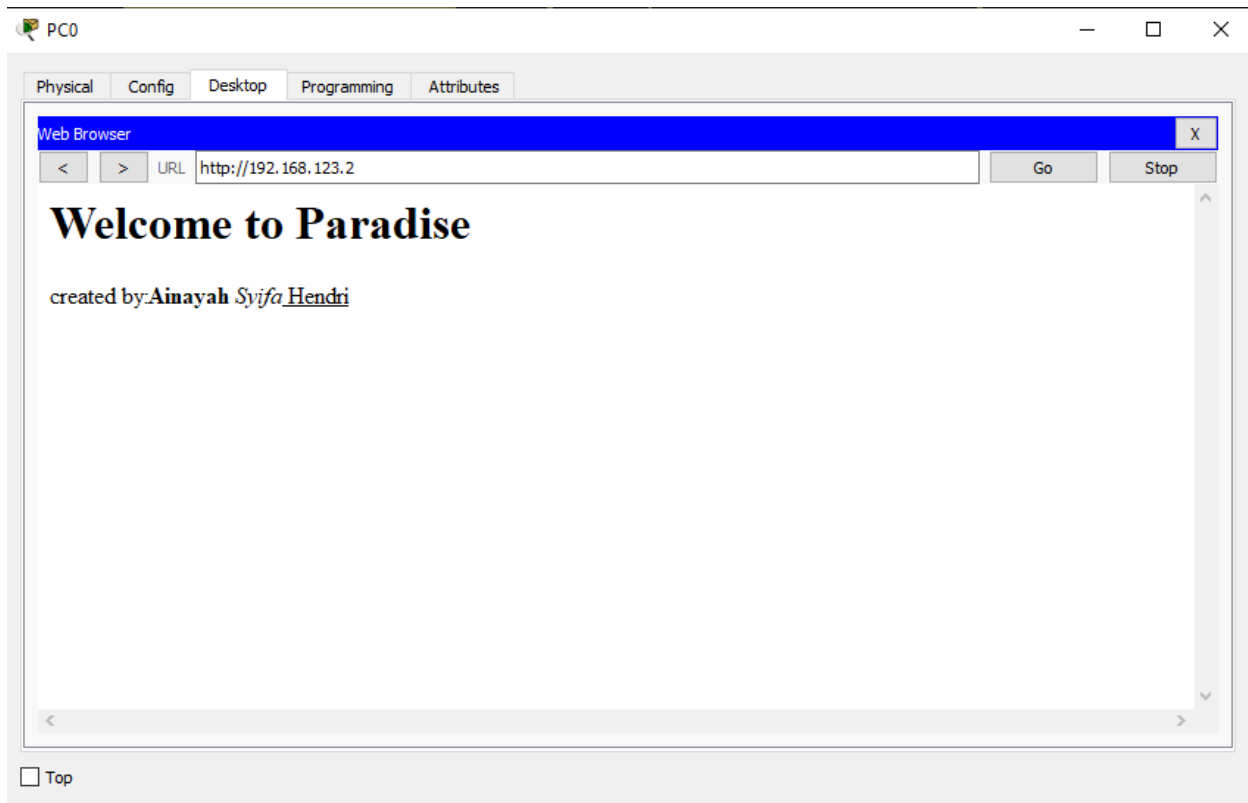 PC0
Physical Config Desktop Programming Attributes
Web Browser X
< > URL http://192.168.123.2 Go Stop
Welcome to Paradise
created by:Ainayah Syifa Hendri
Top